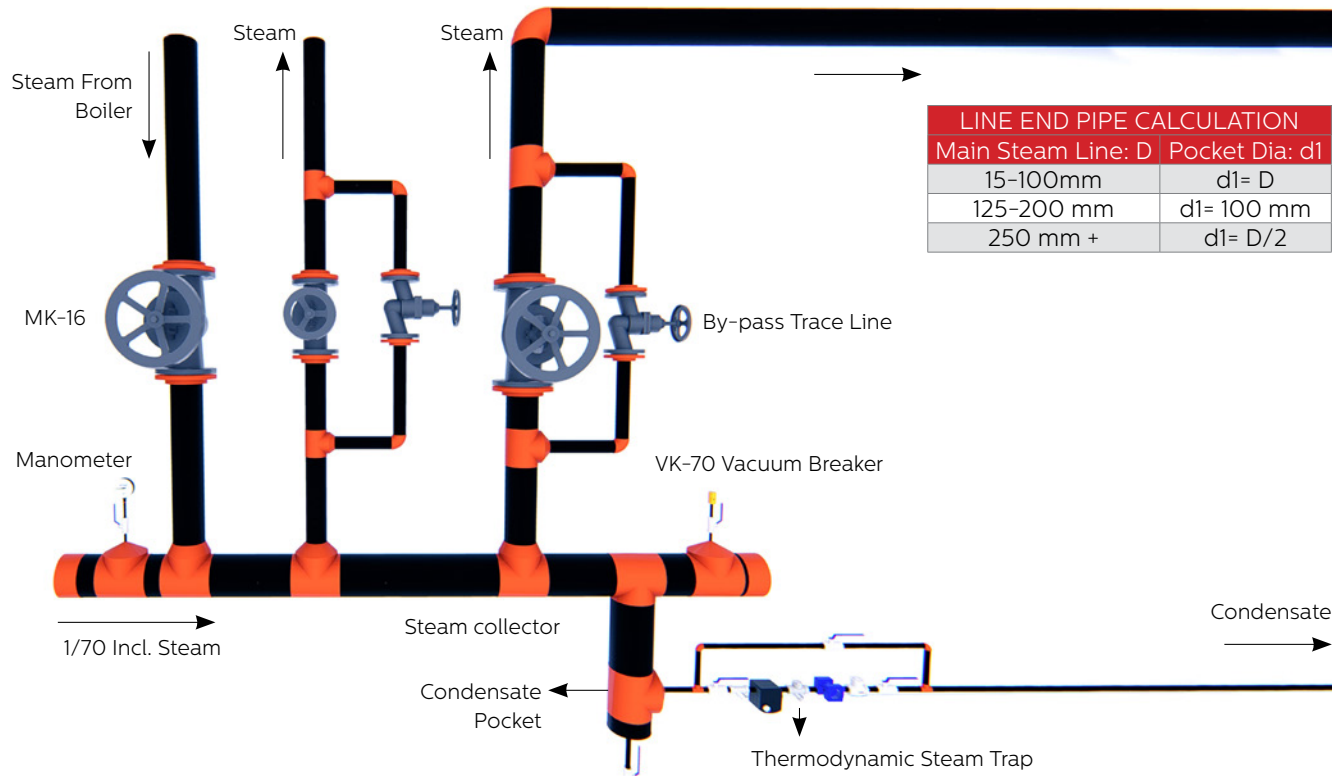 Steam
Steam
Steam From
Boiler
LINE END PIPE CALCULATION
Main Steam Line: D Pocket Dia: d1
15-100mm d1= D
125-200 mm d1= 100 mm
250 mm + d1= D/2
MK-16
By-pass Trace Line
Manometer
VK-70 Vacuum Breaker
1/70 Incl. Steam
Steam collector
Condensate
Condensate
Pocket
Thermodynamic Steam Trap